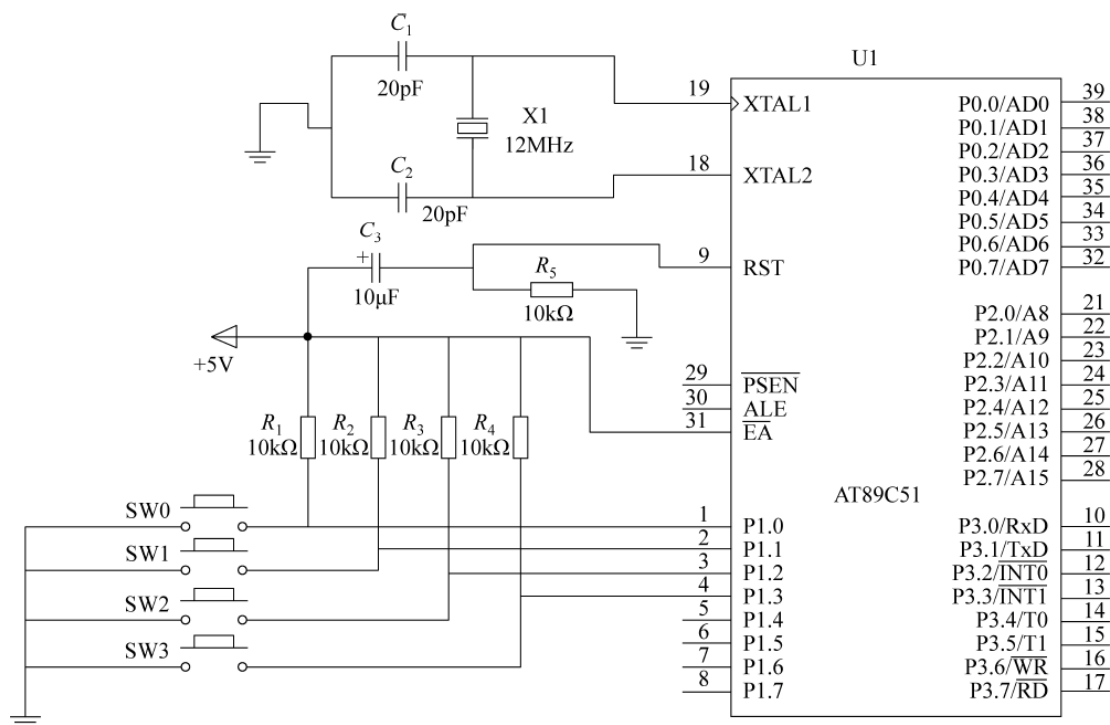 C₁
20pF
X1
12MHz
C₂
20pF
C₃
+
10μF
R₅
10kΩ
+5V
R₁
10kΩ
R₂
10kΩ
R₃
10kΩ
R₄
10kΩ
SW0
SW1
SW2
SW3
U1
19 XTAL1
18 XTAL2
9 RST
29 PSEN
30 ALE
31 EA
1 P1.0
2 P1.1
3 P1.2
4 P1.3
5 P1.4
6 P1.5
7 P1.6
8 P1.7
AT89C51
P0.0/AD0 39
P0.1/AD1 38
P0.2/AD2 37
P0.3/AD3 36
P0.4/AD4 35
P0.5/AD5 34
P0.6/AD6 33
P0.7/AD7 32
P2.0/A8 21
P2.1/A9 22
P2.2/A10 23
P2.3/A11 24
P2.4/A12 25
P2.5/A13 26
P2.6/A14 27
P2.7/A15 28
P3.0/RxD 10
P3.1/TxD 11
P3.2/INT0 12
P3.3/INT1 13
P3.4/T0 14
P3.5/T1 15
P3.6/WR 16
P3.7/RD 17